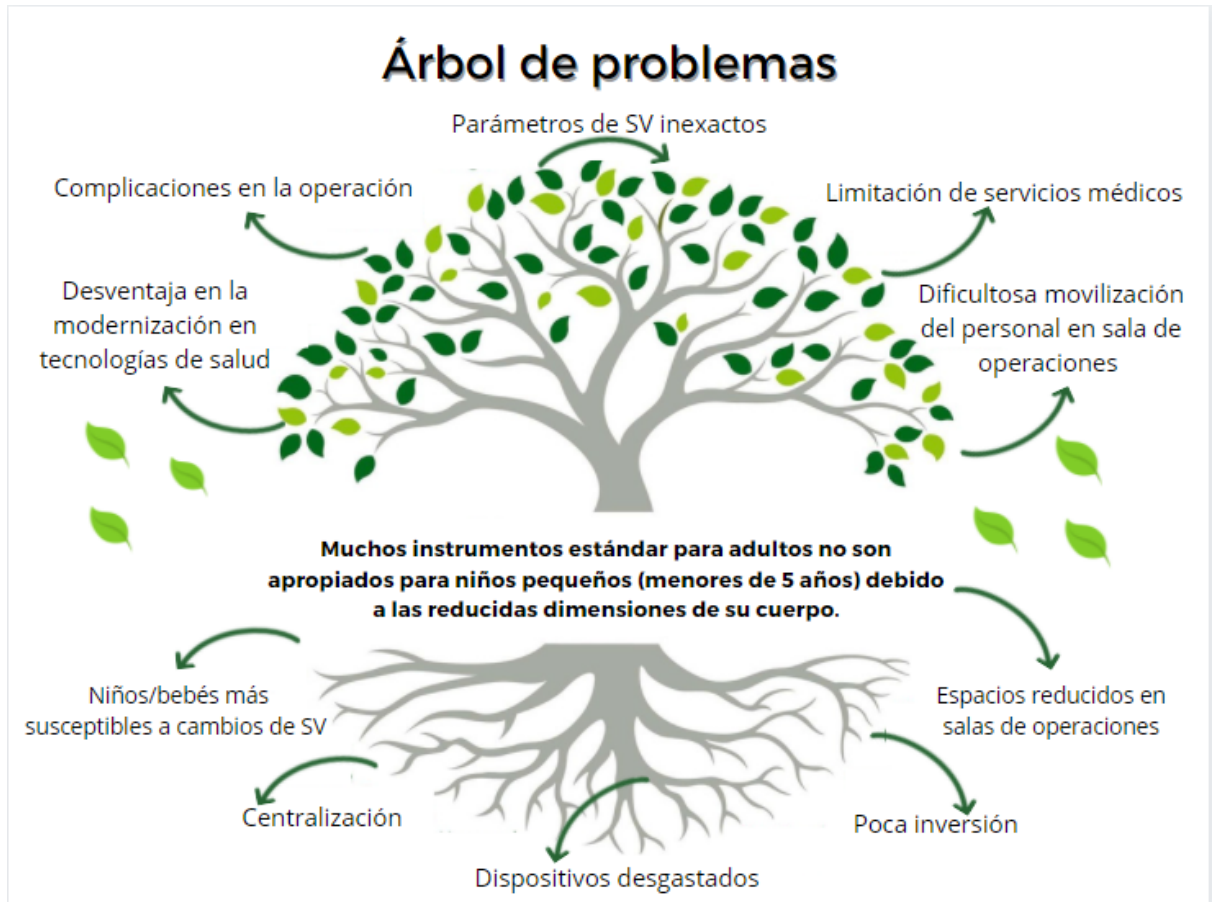 Árbol de problemas
Parámetros de SV inexactos
Complicaciones en la operación
Limitación de servicios médicos
Desventaja en la
modernización en
tecnologías de salud
Dificultosa movilización
del personal en sala de
operaciones
Muchos instrumentos estándar para adultos no son
apropiados para niños pequeños (menores de 5 años) debido
a las reducidas dimensiones de su cuerpo.
Niños/bebés más
susceptibles a cambios de SV
Espacios reducidos en
salas de operaciones
Centralización
Poca inversión
Dispositivos desgastados